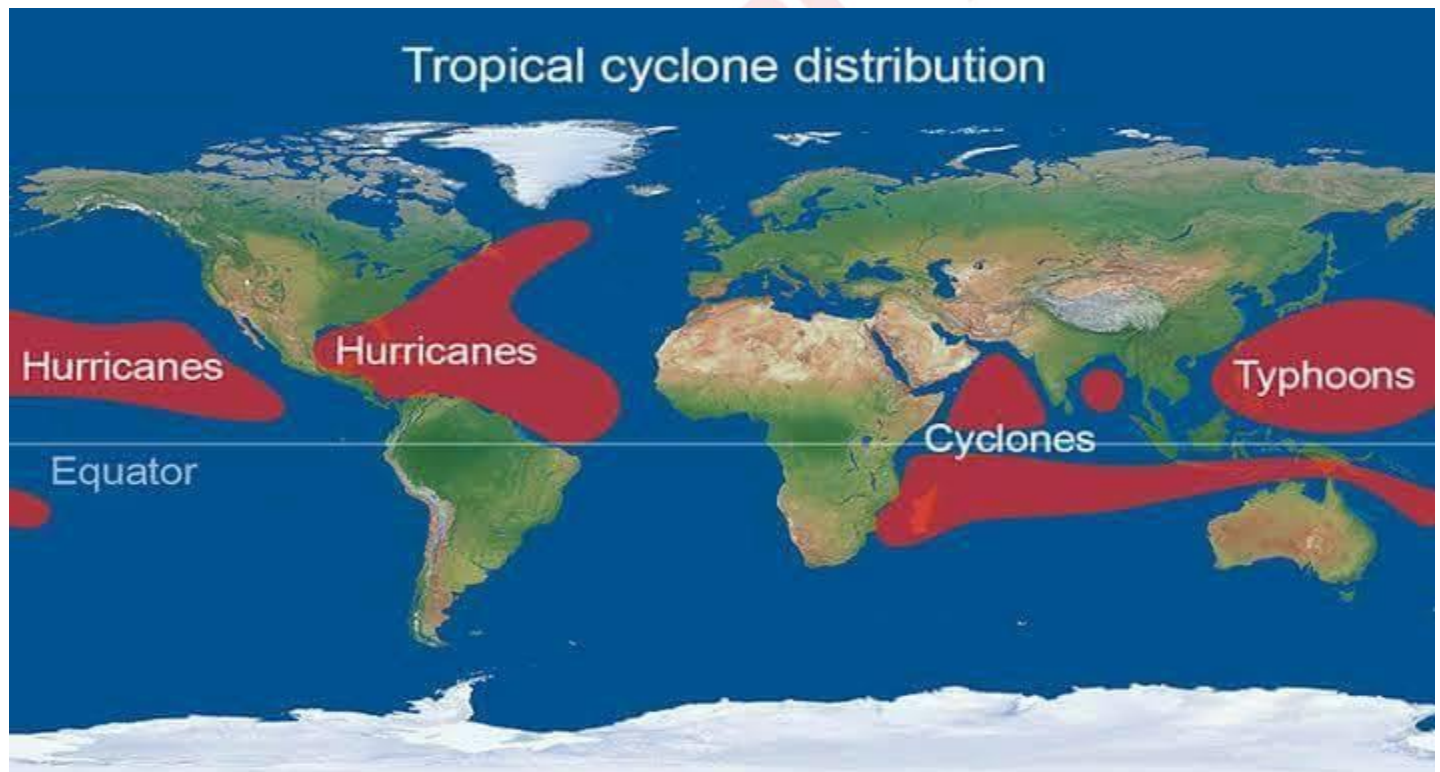 Tropical cyclone distribution
Hurricanes
Hurricanes
Typhoons
Cyclones
Equator